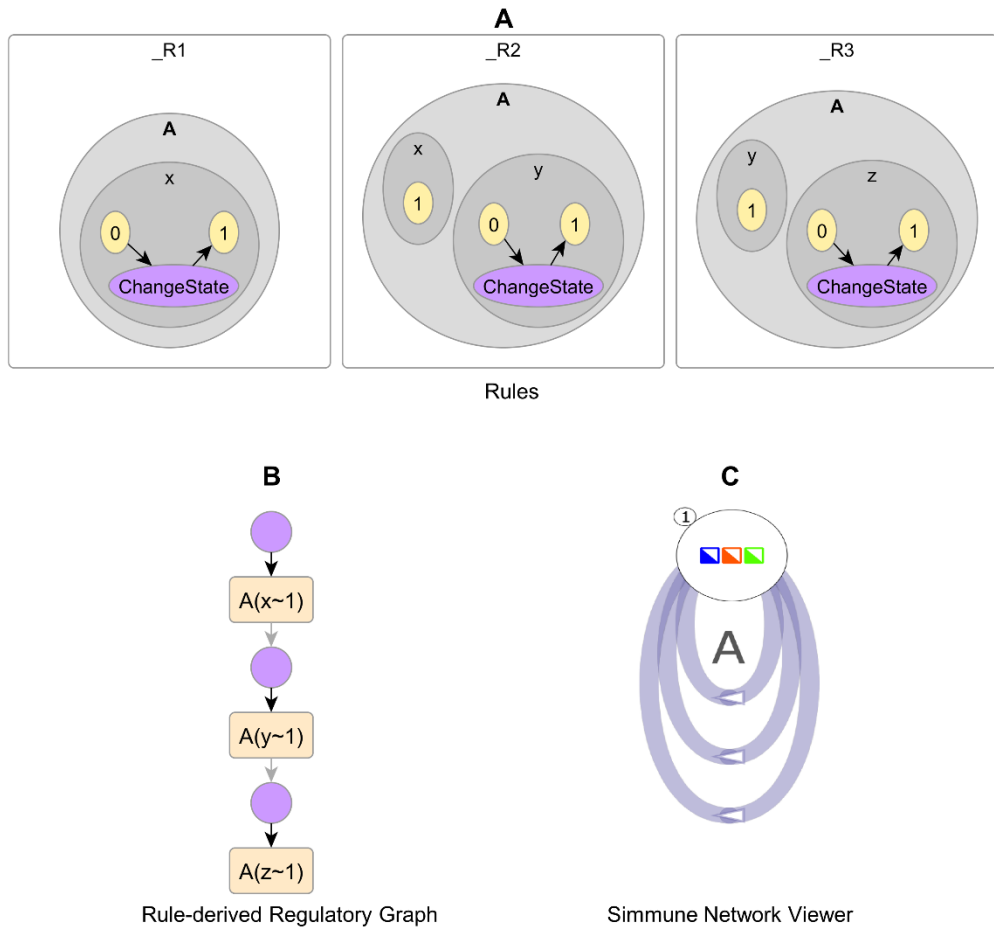 A
_R1
_R2
_R3
A
x
0
1
ChangeState
A
x
1
y
0
1
ChangeState
A
y
1
z
0
1
ChangeState
Rules
B
A(x~1)
A(y~1)
A(z~1)
Rule-derived Regulatory Graph
C
1
A
Simmune Network Viewer